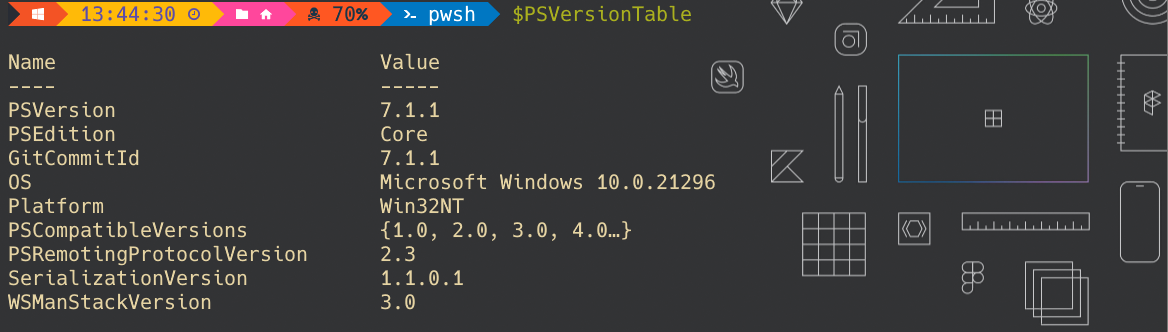 13:44:30 70% pwsh $PSVersionTable
Name Value
---- -----
PSVersion 7.1.1
PSEdition Core
GitCommitId 7.1.1
OS Microsoft Windows 10.0.21296
Platform Win32NT
PSCompatibleVersions {1.0, 2.0, 3.0, 4.0…}
PSRemotingProtocolVersion 2.3
SerializationVersion 1.1.0.1
WSManStackVersion 3.0